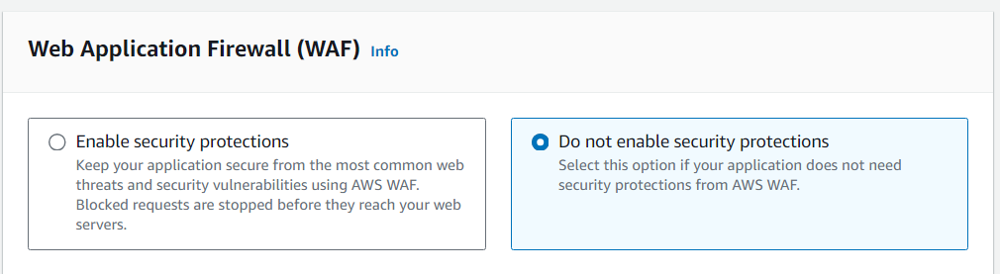 Web Application Firewall (WAF) Info
Enable security protections
Keep your application secure from the most common web
threats and security vulnerabilities using AWS WAF.
Blocked requests are stopped before they reach your web
servers.
Do not enable security protections
Select this option if your application does not need
security protections from AWS WAF.